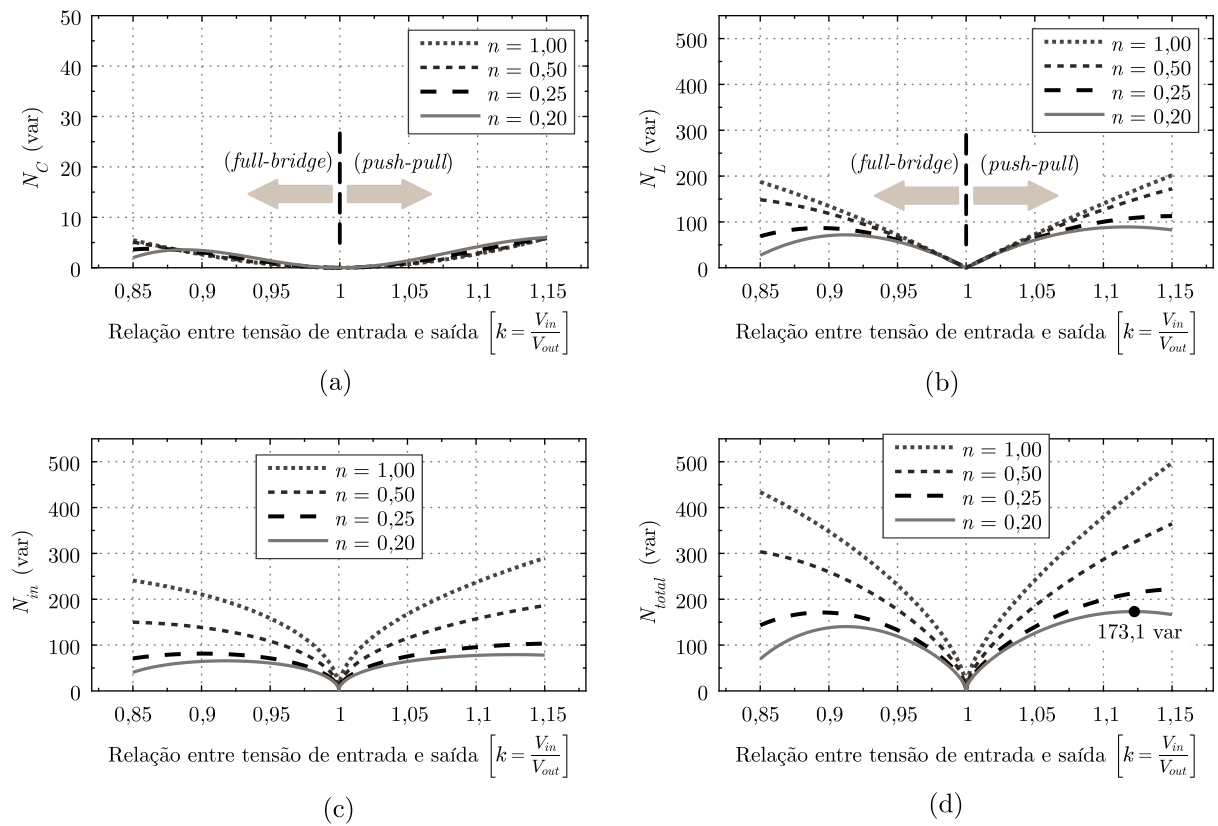 50
40
30
20
10
0
N_C (var)
n = 1,00
n = 0,50
n = 0,25
n = 0,20
(full-bridge)
(push-pull)
0,85 0,9 0,95 1 1,05 1,1 1,15
Relação entre tensão de entrada e saída [k = V_in/V_out]
(a)
500
400
300
200
100
0
N_L (var)
n = 1,00
n = 0,50
n = 0,25
n = 0,20
(full-bridge)
(push-pull)
0,85 0,9 0,95 1 1,05 1,1 1,15
Relação entre tensão de entrada e saída [k = V_in/V_out]
(b)
500
400
300
200
100
0
N_in (var)
n = 1,00
n = 0,50
n = 0,25
n = 0,20
0,85 0,9 0,95 1 1,05 1,1 1,15
Relação entre tensão de entrada e saída [k = V_in/V_out]
(c)
500
400
300
200
100
0
N_total (var)
n = 1,00
n = 0,50
n = 0,25
n = 0,20
173,1 var
0,85 0,9 0,95 1 1,05 1,1 1,15
Relação entre tensão de entrada e saída [k = V_in/V_out]
(d)